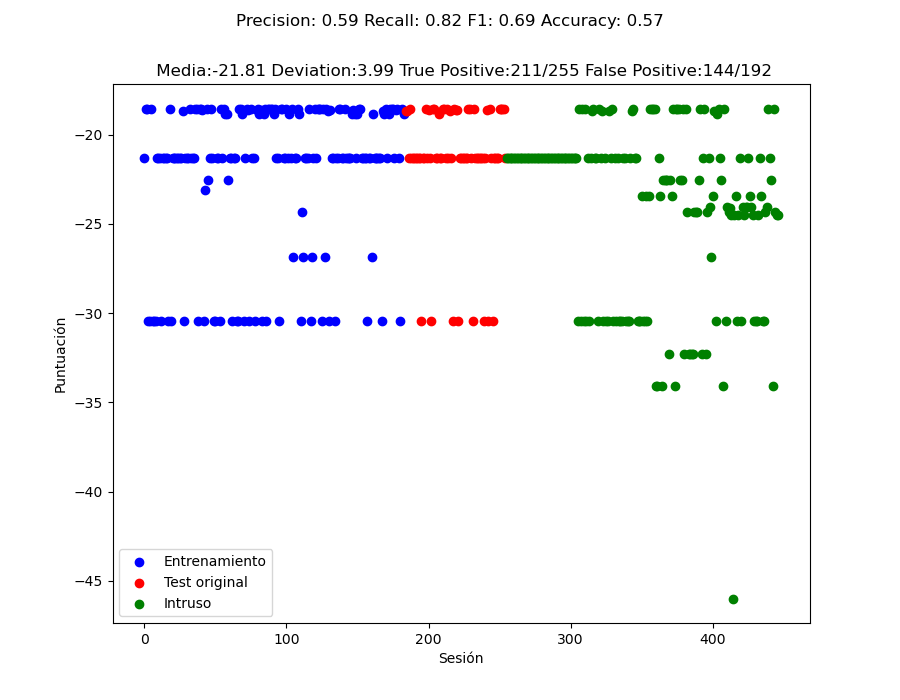 Precision: 0.59 Recall: 0.82 F1: 0.69 Accuracy: 0.57
Media:-21.81 Deviation:3.99 True Positive:211/255 False Positive:144/192
−20
−25
−30
−35
−40
−45
Puntuación
0 100 200 300 400
Sesión
Entrenamiento
Test original
Intruso